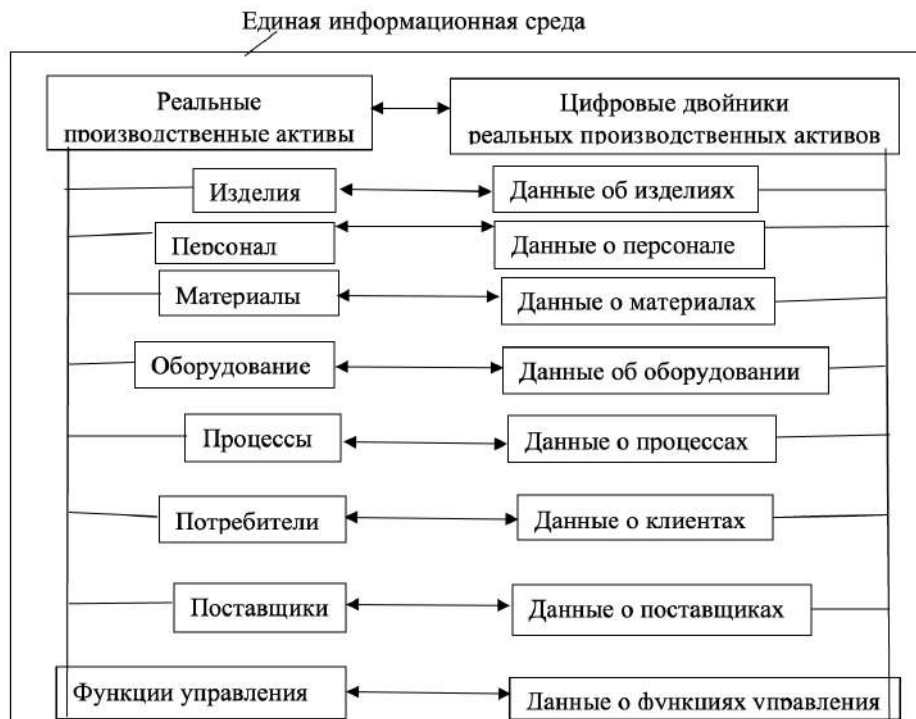 Единая информационная среда
Реальные
производственные активы
Цифровые двойники
реальных производственных активов
Изделия
Данные об изделиях
Персонал
Данные о персонале
Материалы
Данные о материалах
Оборудование
Данные об оборудовании
Процессы
Данные о процессах
Потребители
Данные о клиентах
Поставщики
Данные о поставщиках
Функции управления
Данные о функциях управления